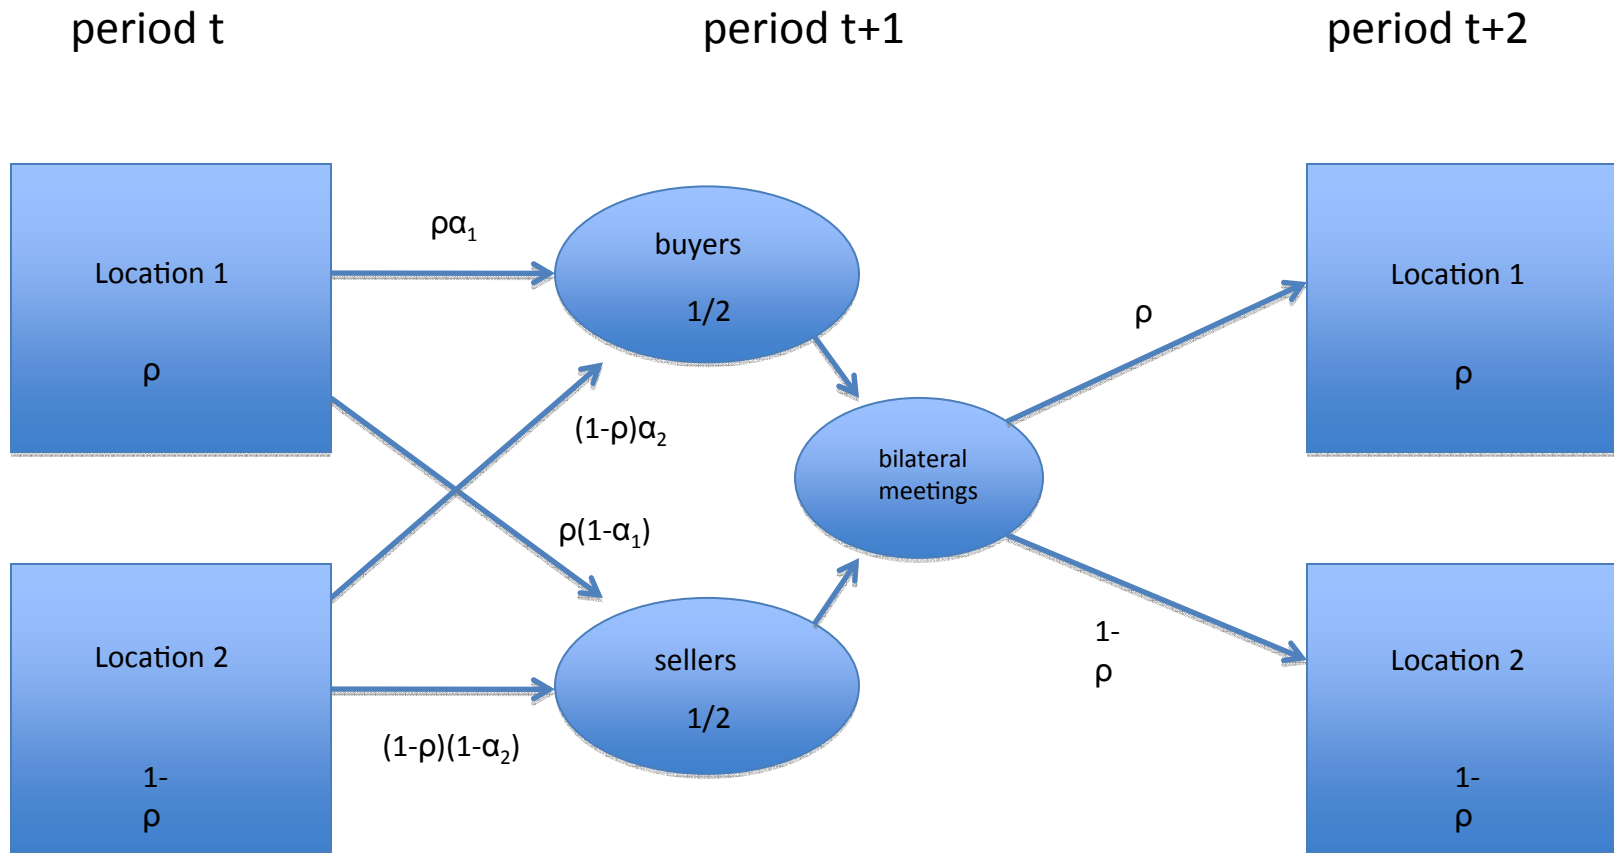 period t
period t+1
period t+2
Location 1
ρ
ρα₁
buyers
1/2
(1-ρ)α₂
ρ(1-α₁)
Location 2
1-
ρ
(1-ρ)(1-α₂)
sellers
1/2
bilateral
meetings
ρ
1-
ρ
Location 1
ρ
Location 2
1-
ρ